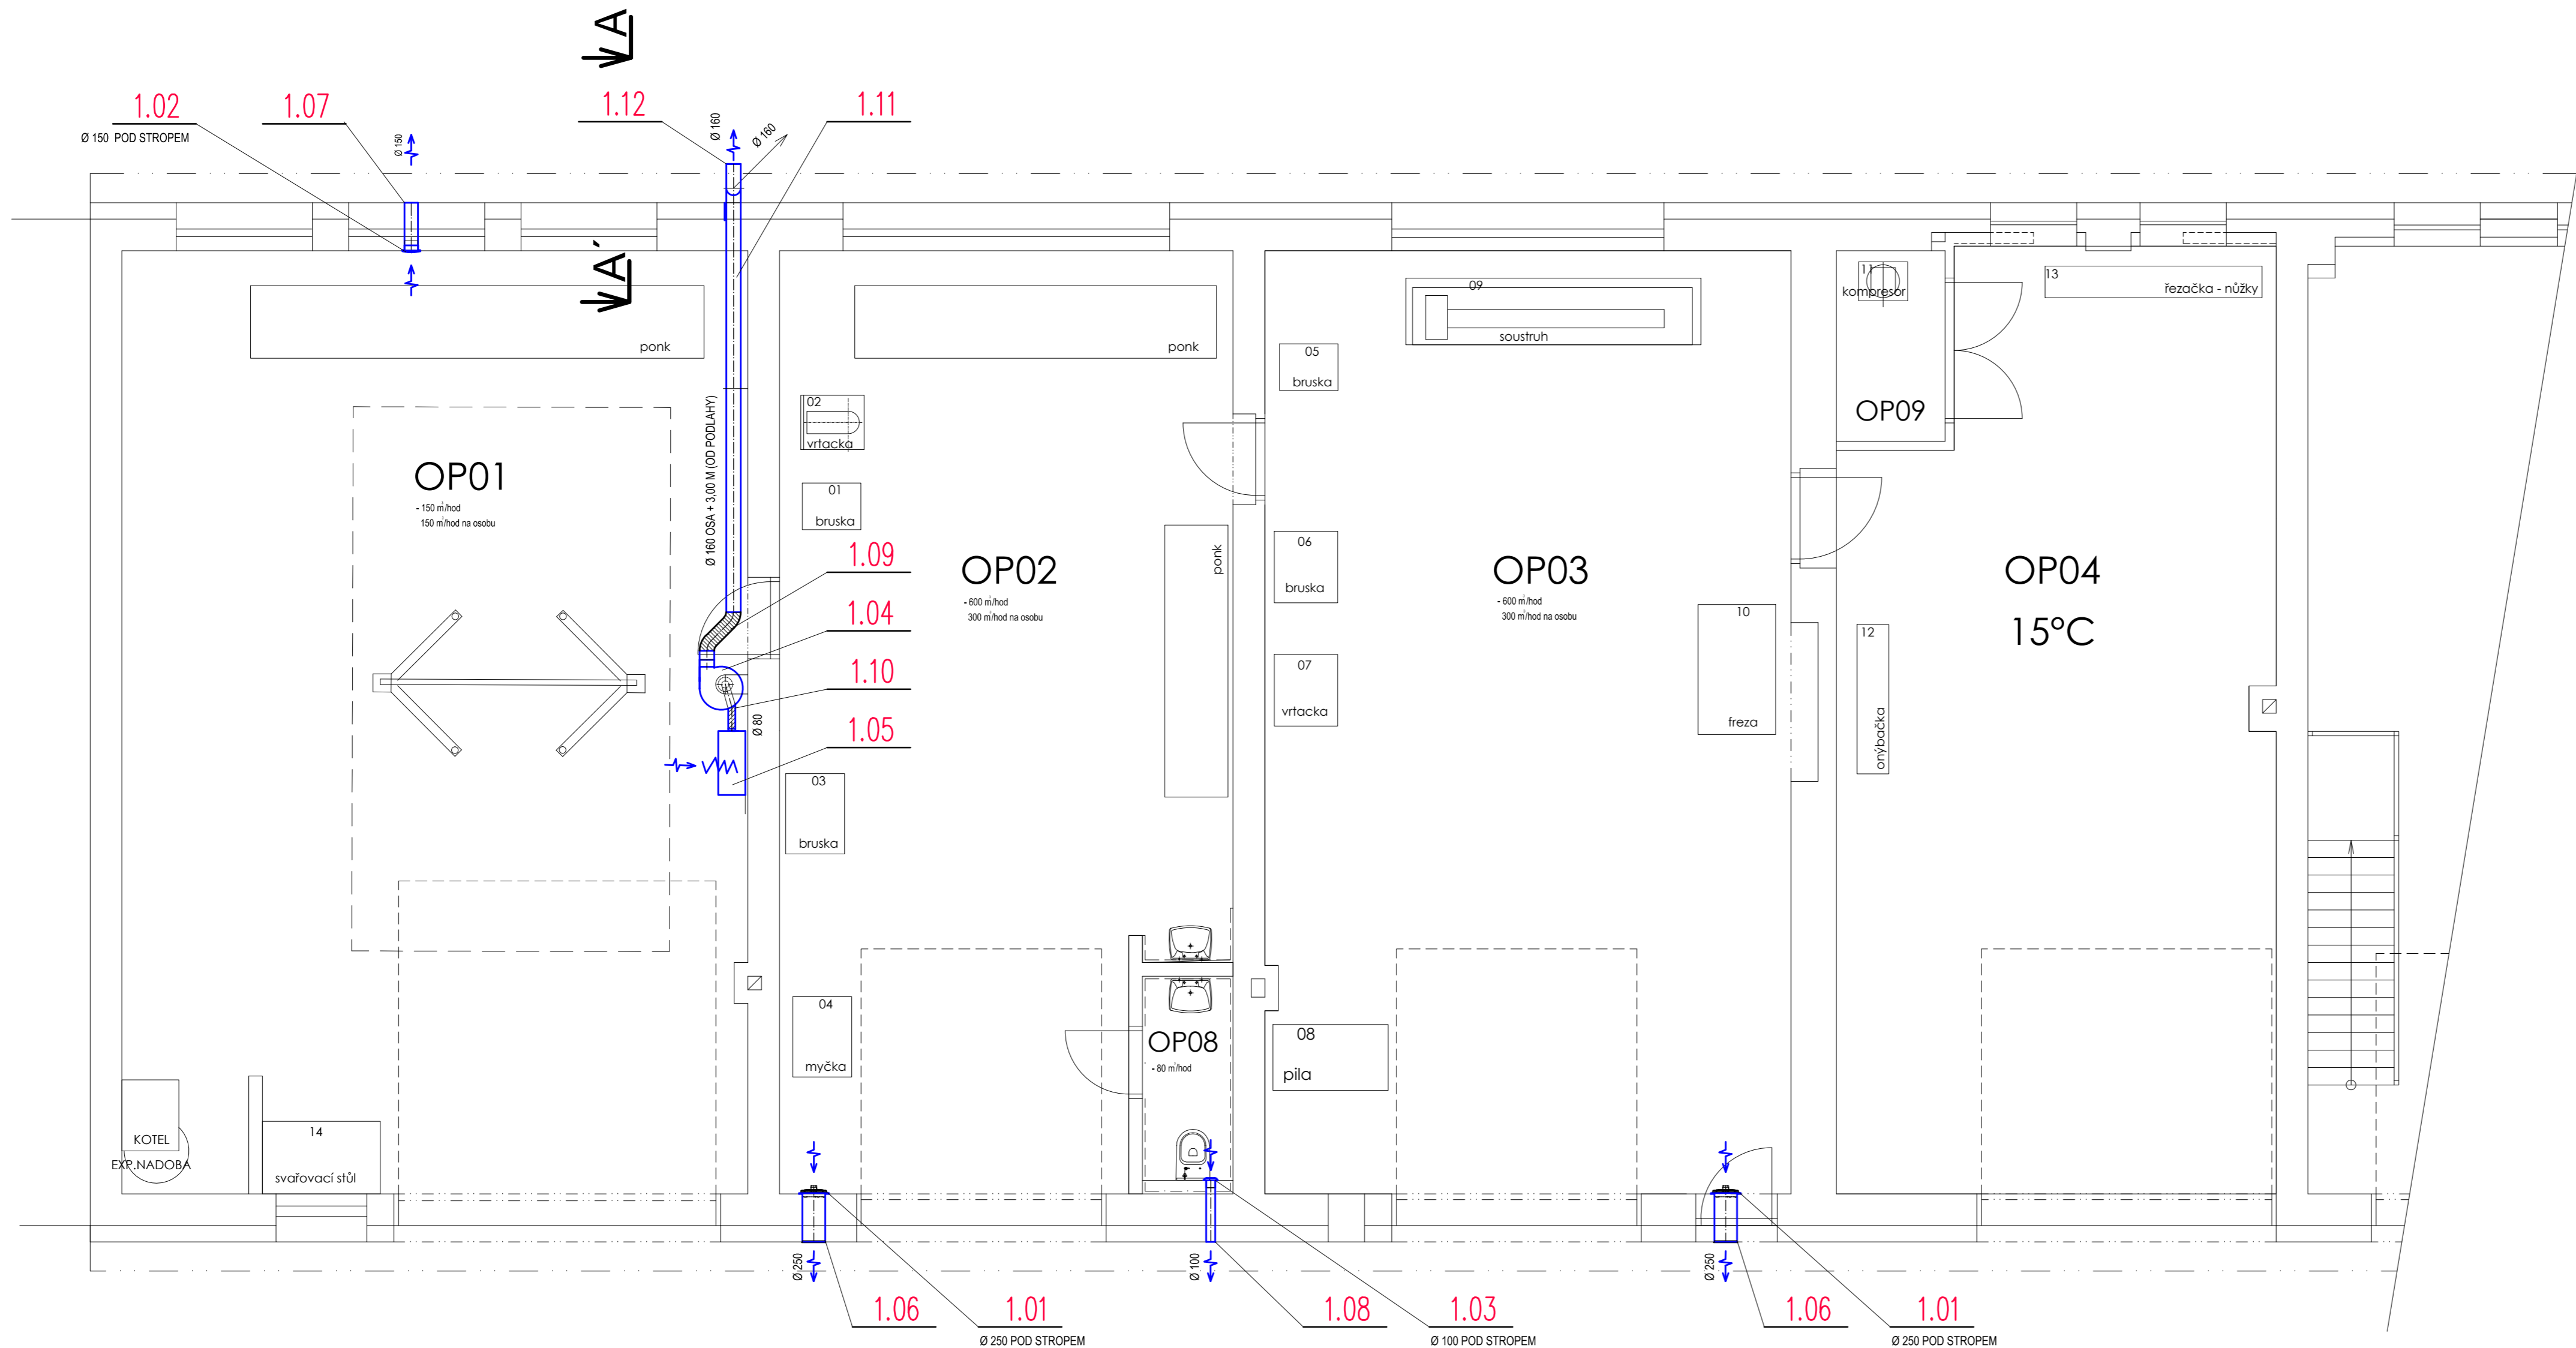 A
1.02
1.07
1.12
1.11
Ø 150 POD STROPEM
Ø 150
Ø 160
Ø 160
A´
ponk
ponk
09
soustruh
11
kompresor
13
řezačka - nůžky
05
bruska
02
vrtacka
OP09
Ø 160 OSA + 3,00 M (OD PODLAHY)
OP01
- 150 m³/hod
150 m³/hod na osobu
01
bruska
1.09
OP02
- 600 m³/hod
300 m³/hod na osobu
ponk
06
bruska
OP03
- 600 m³/hod
300 m³/hod na osobu
OP04
15°C
1.04
10
freza
12
onýbačka
1.10
07
vrtacka
Ø 80
1.05
03
bruska
04
myčka
OP08
- 80 m³/hod
08
pila
KOTEL
EXP.NADOBA
14
svařovací stůl
Ø 250
Ø 100
Ø 250
1.06
1.01
1.08
1.03
1.06
1.01
Ø 250 POD STROPEM
Ø 100 POD STROPEM
Ø 250 POD STROPEM